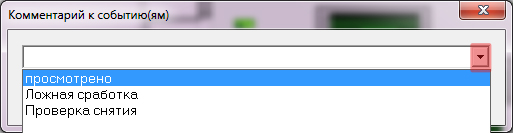 Комментарий к событию(ям)
просмотрено
Ложная сработка
Проверка снятия